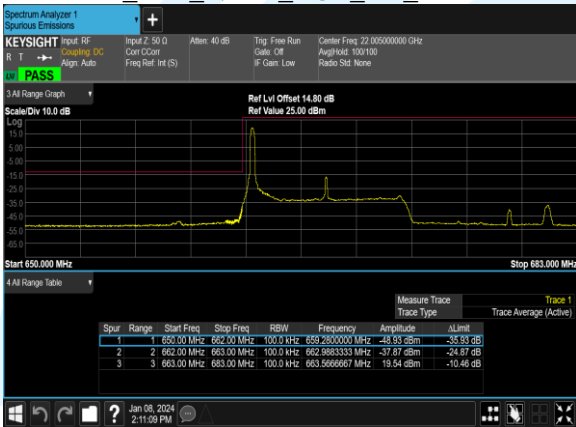 Spectrum Analyzer 1
Spurious Emissions
+
KEYSIGHT Input: RF Input Z: 50 Ω Atten: 40 dB Trig: Free Run Center Freq: 22.005000000 GHz
R T Coupling: DC Corr CCorr Gate: Off Avg|Hold: 100/100
Align: Auto Freq Ref: Int (S) IF Gain: Low Radio Std: None
PASS
3 All Range Graph Ref Lvl Offset 14.80 dB
Scale/Div 10.0 dB Ref Value 25.00 dBm
Log
15.0
5.00
-5.00
-15.0
-25.0
-35.0
-45.0
-55.0
-65.0
Start 650.000 MHz Stop 683.000 MHz
4 All Range Table
Measure Trace Trace 1
Trace Type Trace Average (Active)
Spur Range Start Freq Stop Freq RBW Frequency Amplitude ΔLimit
1 1 650.00 MHz 662.00 MHz 100.0 kHz 659.2800000 MHz -48.93 dBm -35.93 dB
2 2 662.00 MHz 663.00 MHz 100.0 kHz 662.9883333 MHz -37.87 dBm -24.87 dB
3 3 663.00 MHz 683.00 MHz 100.0 kHz 663.5666667 MHz 19.54 dBm -10.46 dB
? Jan 08, 2024
2:11:09 PM